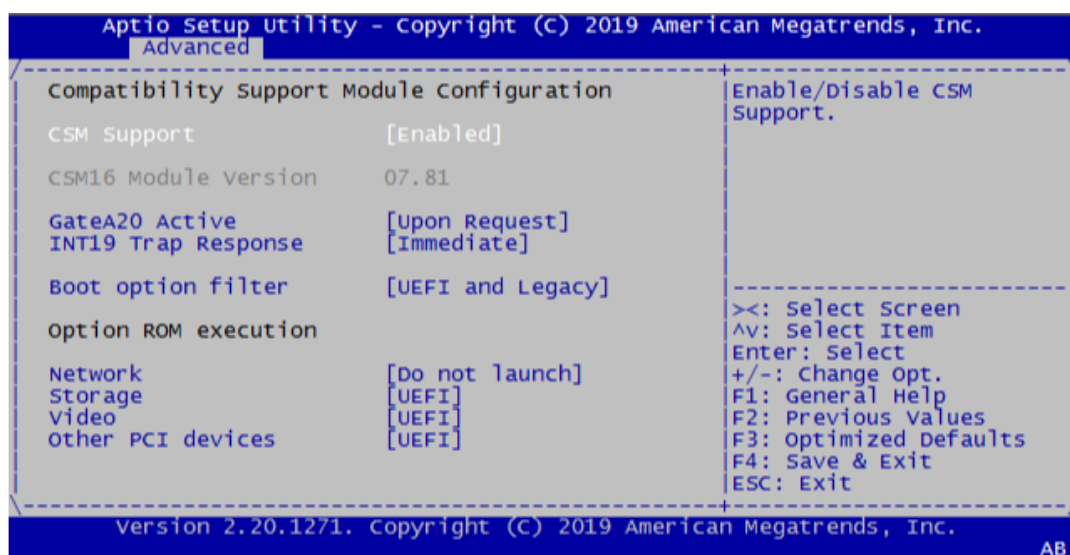 Aptio Setup Utility - Copyright (C) 2019 American Megatrends, Inc.
Advanced
Compatibility Support Module Configuration
CSM Support [Enabled]
CSM16 Module Version 07.81
GateA20 Active [Upon Request]
INT19 Trap Response [Immediate]
Boot option filter [UEFI and Legacy]
Option ROM execution
Network [Do not launch]
Storage [UEFI]
Video [UEFI]
Other PCI devices [UEFI]
Enable/Disable CSM
Support.
><: Select Screen
^v: Select Item
Enter: Select
+/-: Change Opt.
F1: General Help
F2: Previous Values
F3: Optimized Defaults
F4: Save & Exit
ESC: Exit
Version 2.20.1271. Copyright (C) 2019 American Megatrends, Inc.
AB